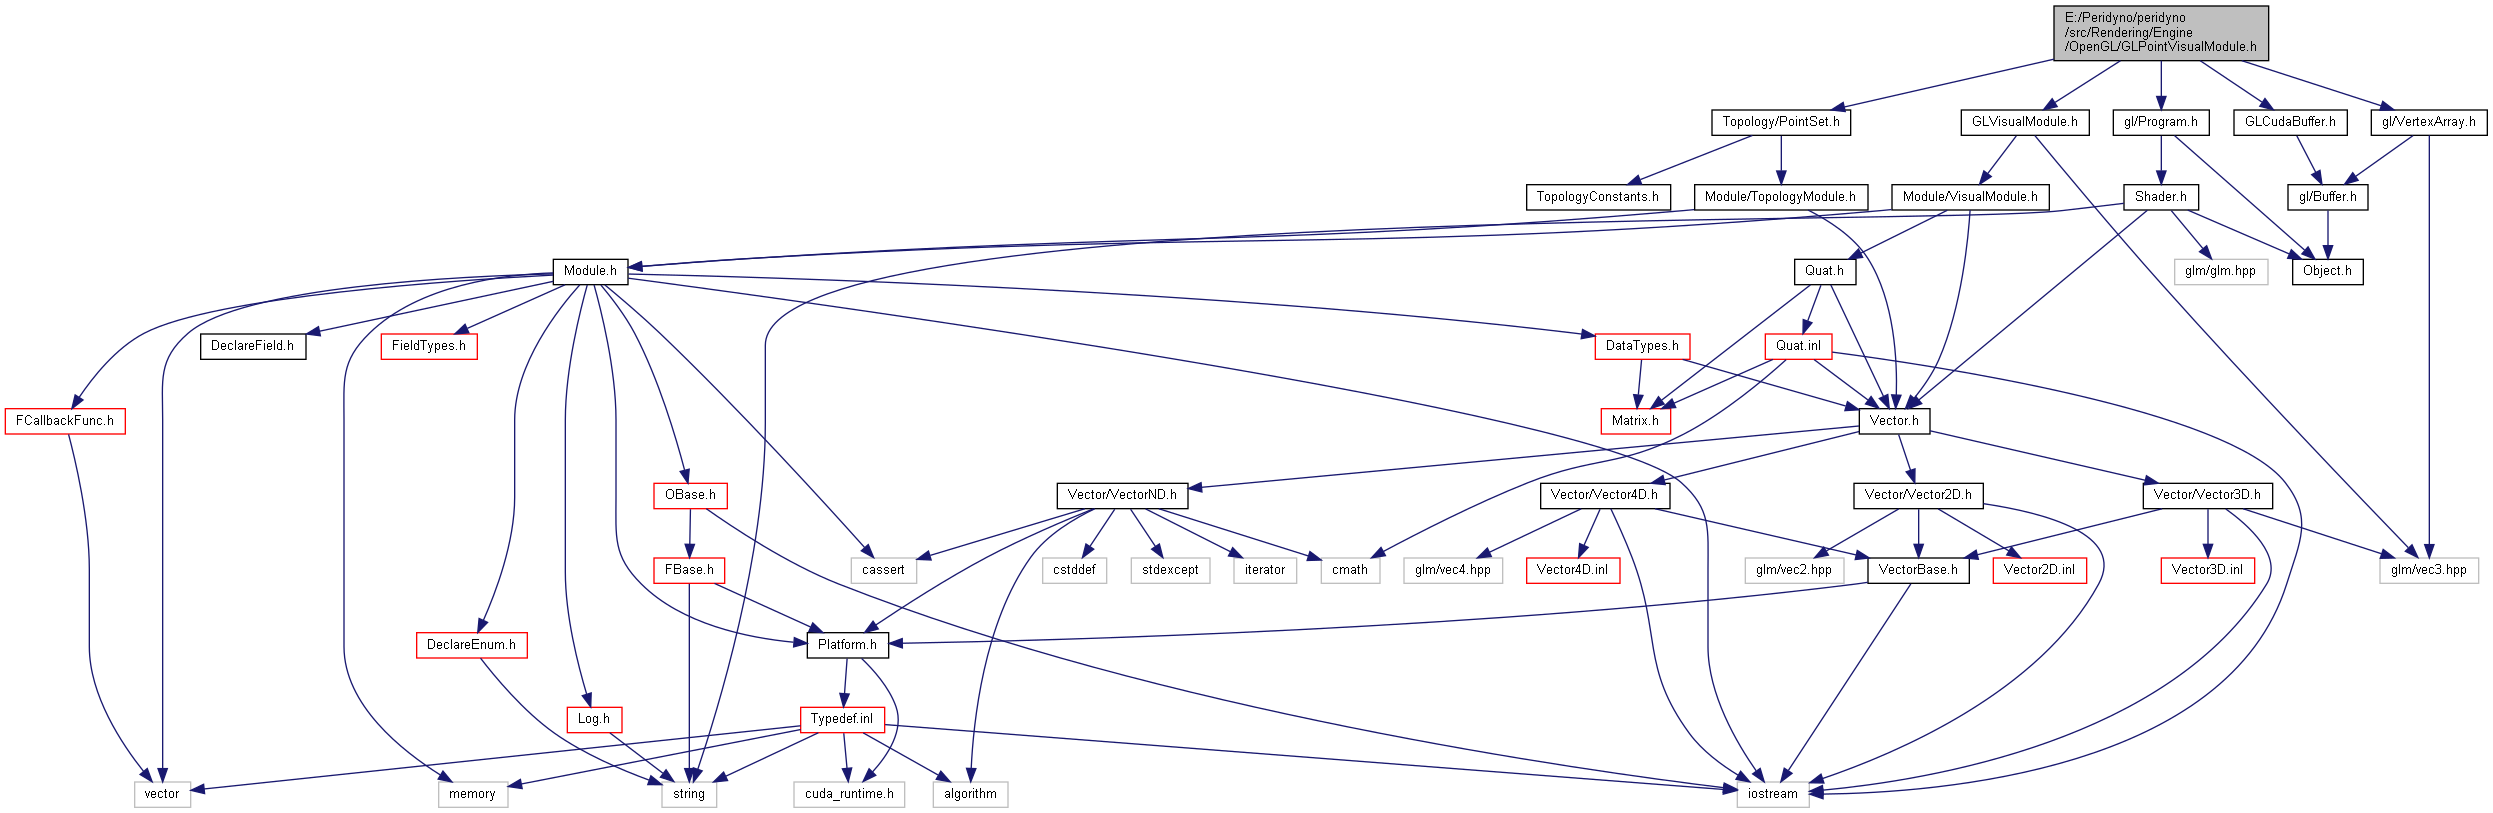 E:/Peridyno/peridyno
/src/Rendering/Engine
/OpenGL/GLPointVisualModule.h
Topology/PointSet.h
GLVisualModule.h
gl/Program.h
GLCudaBuffer.h
gl/VertexArray.h
TopologyConstants.h
Module/TopologyModule.h
Module/VisualModule.h
Shader.h
gl/Buffer.h
Module.h
Quat.h
glm/glm.hpp
Object.h
DeclareField.h
FieldTypes.h
DataTypes.h
Quat.inl
FCallbackFunc.h
Matrix.h
Vector.h
OBase.h
Vector/VectorND.h
Vector/Vector4D.h
Vector/Vector2D.h
Vector/Vector3D.h
FBase.h
cassert
cstddef
stdexcept
iterator
cmath
glm/vec4.hpp
Vector4D.inl
glm/vec2.hpp
VectorBase.h
Vector2D.inl
Vector3D.inl
glm/vec3.hpp
DeclareEnum.h
Platform.h
Log.h
Typedef.inl
vector
memory
string
cuda_runtime.h
algorithm
iostream